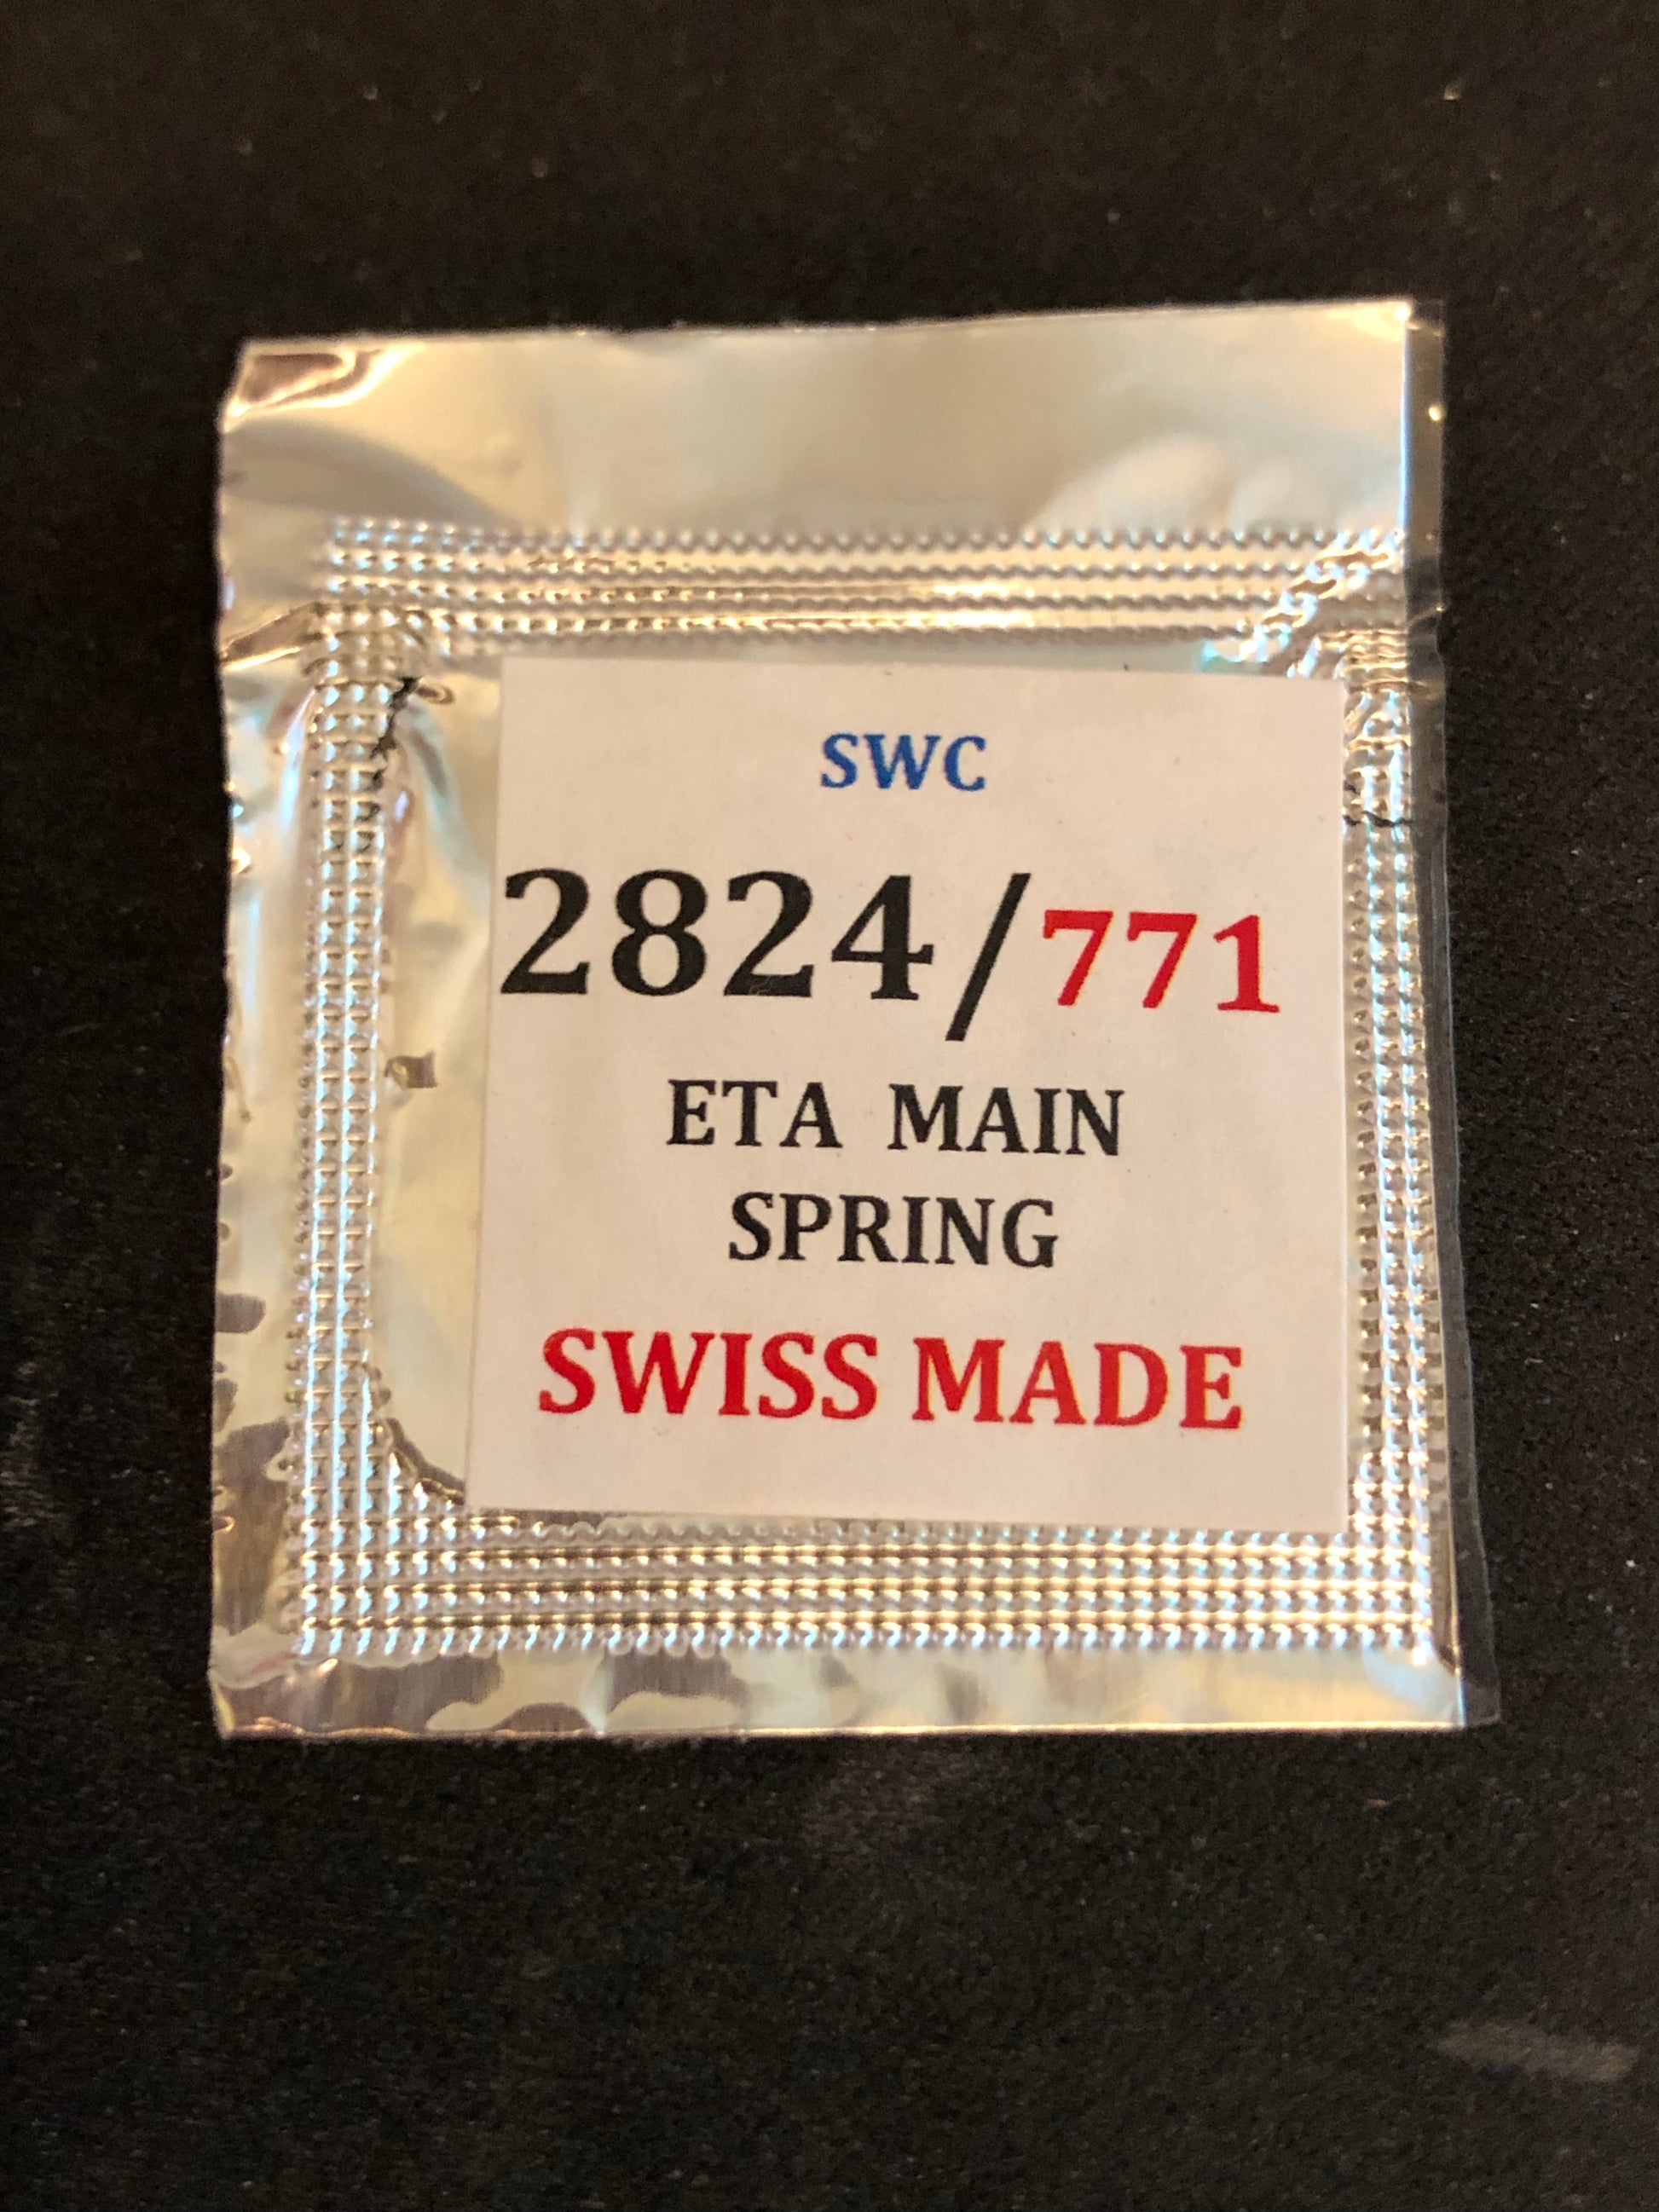 SWC
2824/771
ETA MAIN
SPRING
SWISS MADE